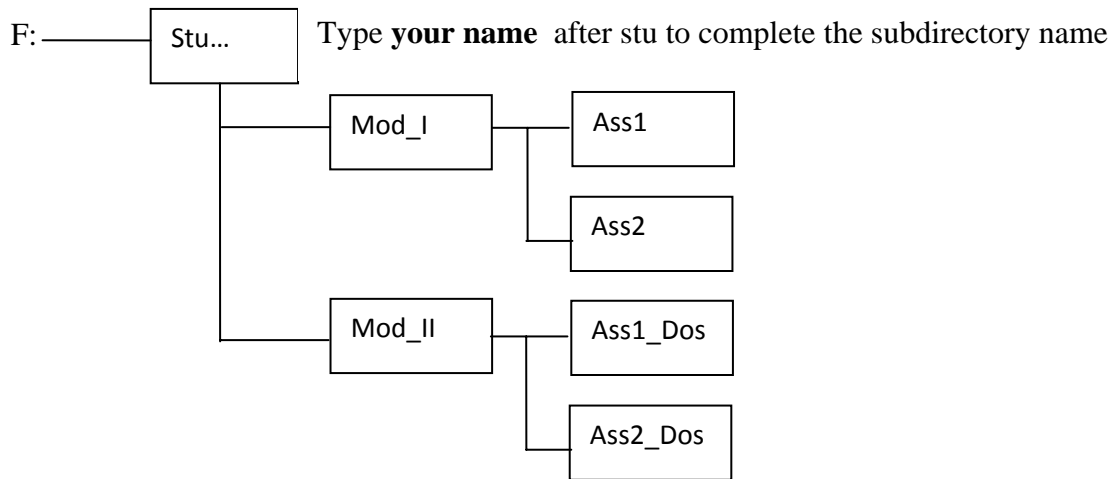 F: Stu… Type your name after stu to complete the subdirectory name
Mod_I Ass1
Ass2
Mod_II Ass1_Dos
Ass2_Dos